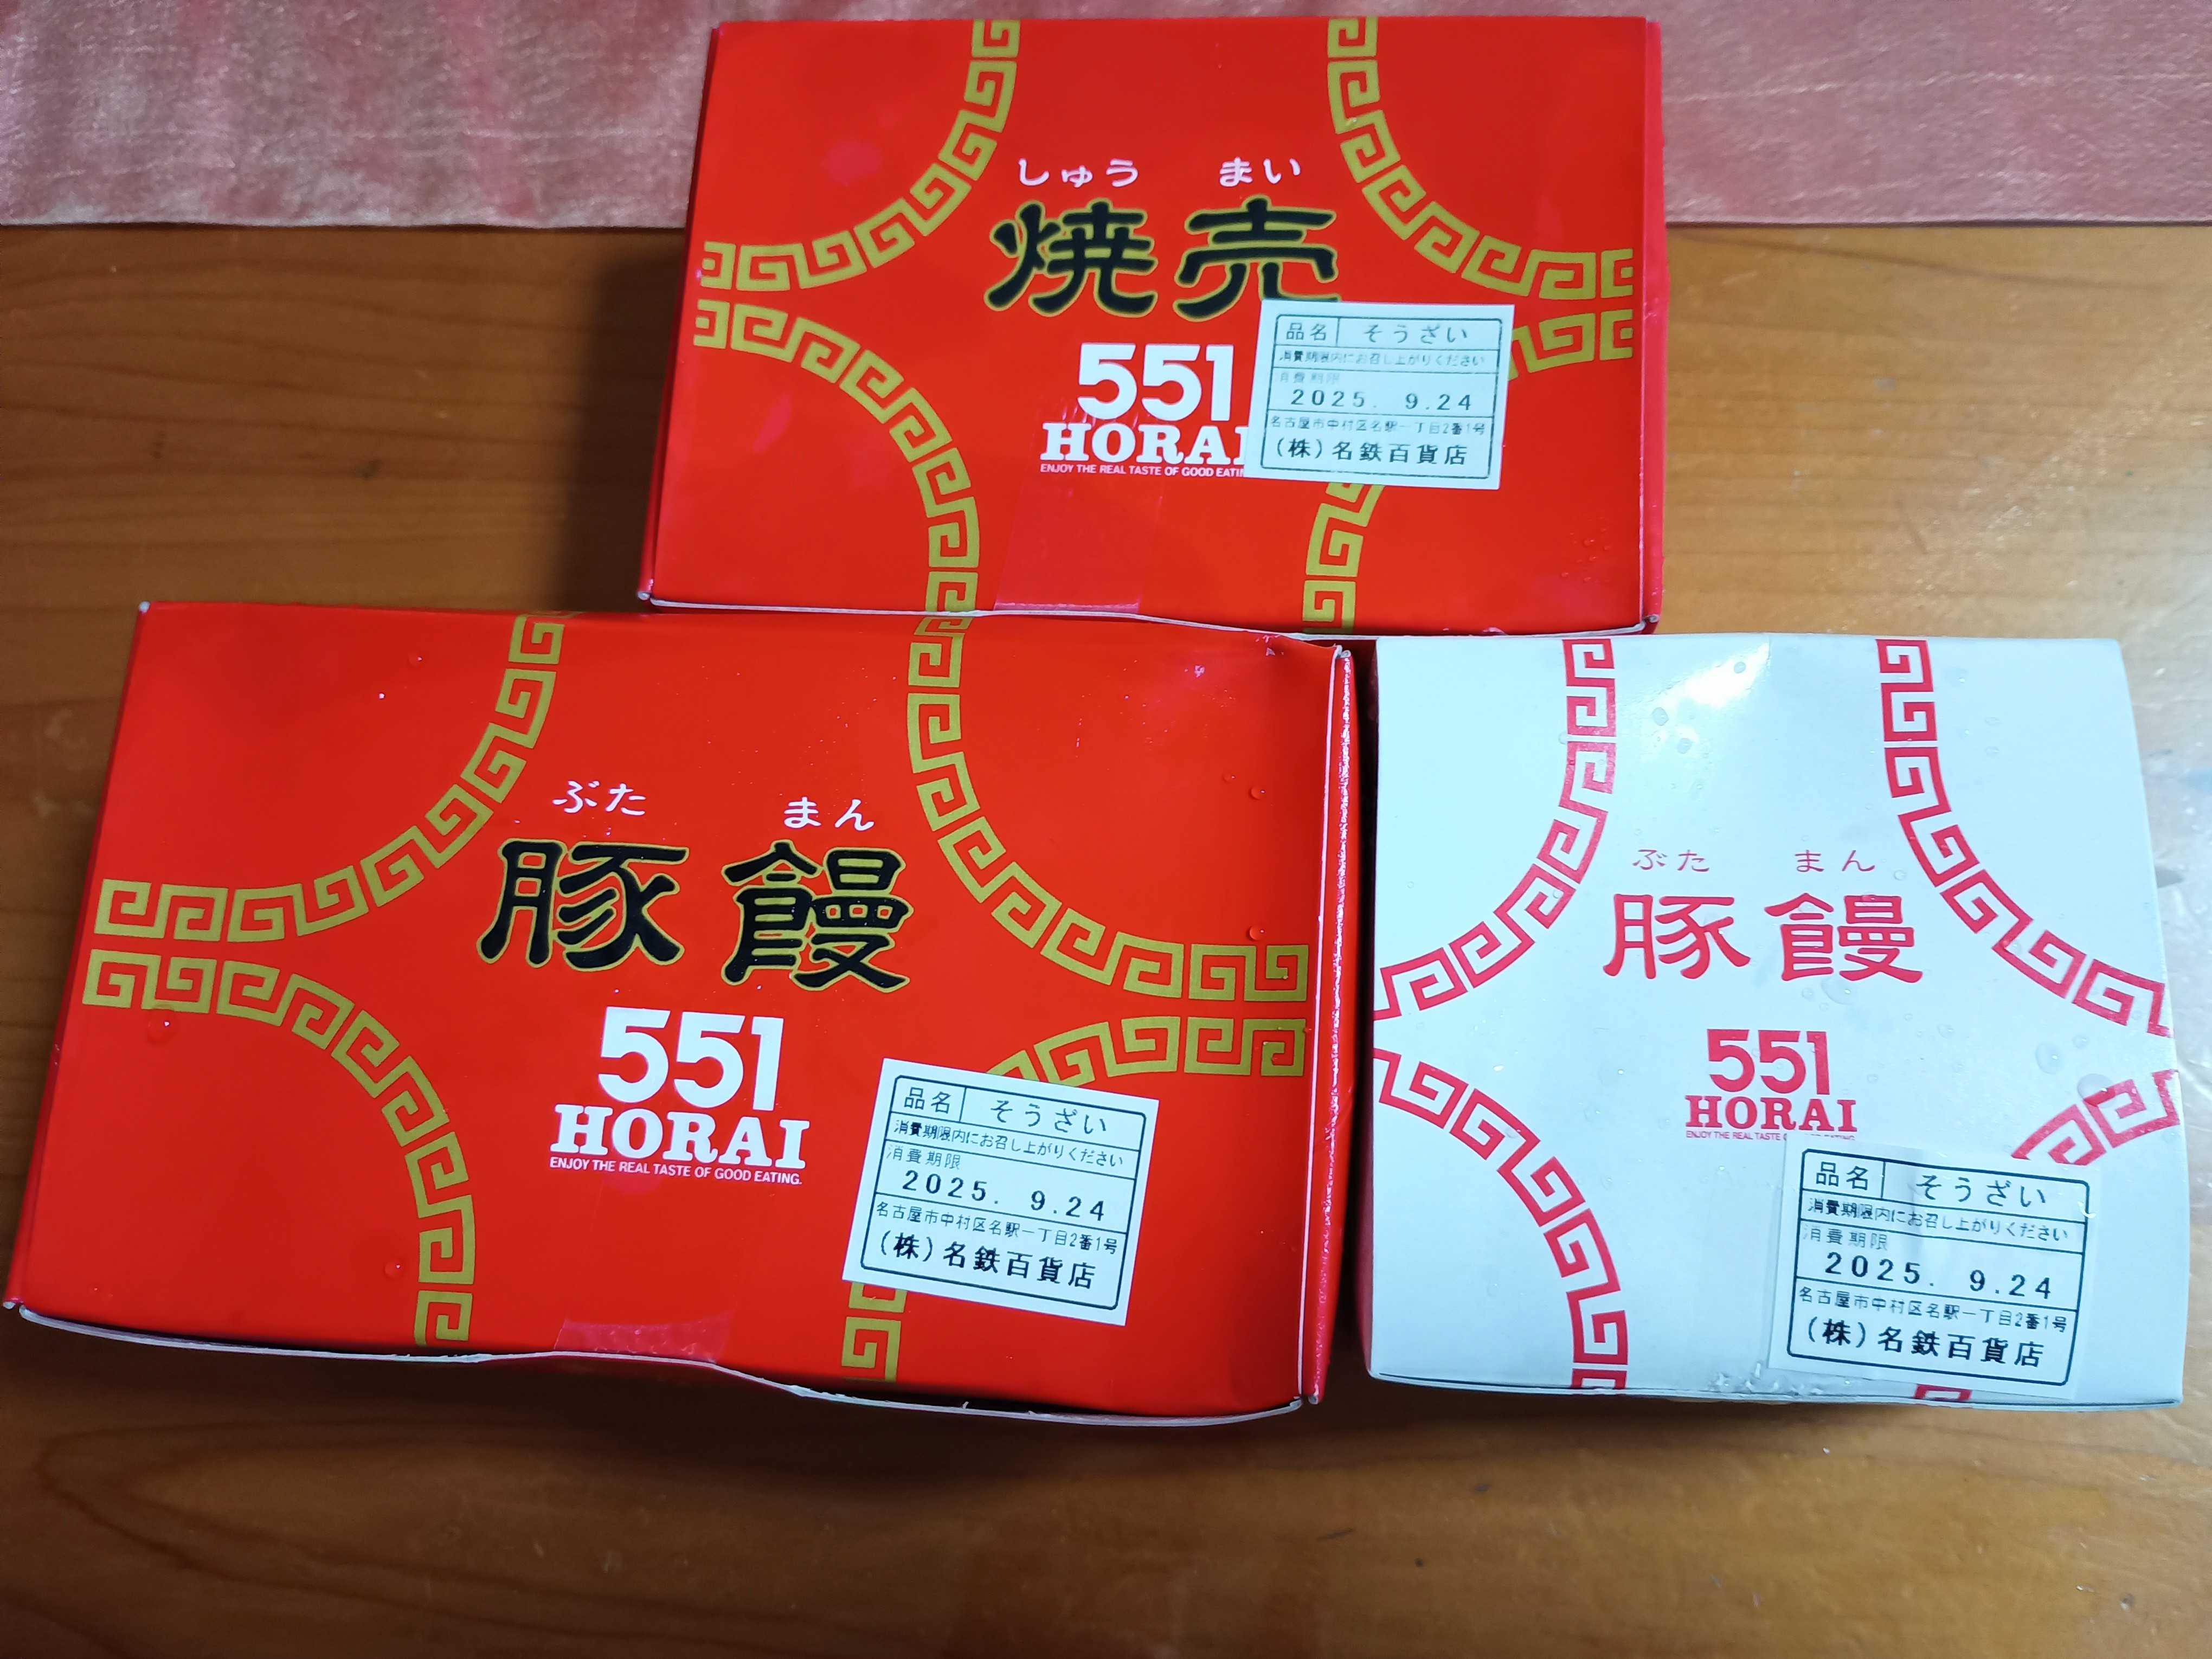 しゅう まい
焼売
551
HORAI
ENJOY THE REAL TASTE OF GOOD
品名 そうざい
消費期限内にお召し上がりください
消費期限
2025. 9.24
名古屋市中村区名駅一丁目2番1号
(株)名鉄百貨店
ぶた まん
豚饅
551
HORAI
ENJOY THE REAL TASTE OF GOOD EATING.
品名 そうざい
消費期限内にお召し上がりください
消費期限
2025. 9.24
名古屋市中村区名駅一丁目2番1号
(株)名鉄百貨店
ぶた まん
豚饅
551
HORAI
ENJOY THE REAL TASTE
品名 そうざい
消費期限内にお召し上がりください
消費期限
2025. 9.24
名古屋市中村区名駅一丁目2番1号
(株)名鉄百貨店